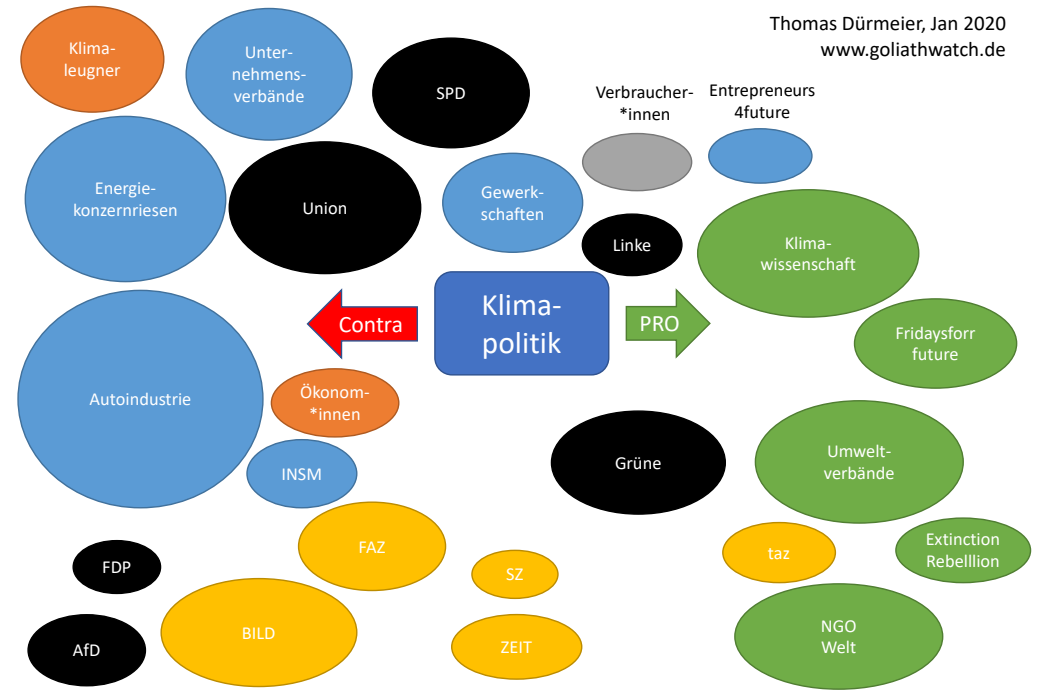 Thomas Dürmeier, Jan 2020
www.goliathwatch.de
Klima-
leugner
Unter-
nehmens-
verbände
SPD
Verbraucher-
*innen
Entrepreneurs
4future
Energie-
konzernriesen
Union
Gewerk-
schaften
Linke
Klima-
wissenschaft
Contra
Klima-
politik
PRO
Fridaysforr
future
Autoindustrie
Ökonom-
*innen
INSM
Grüne
Umwelt-
verbände
FAZ
SZ
taz
Extinction
Rebelllion
FDP
AfD
BILD
ZEIT
NGO
Welt